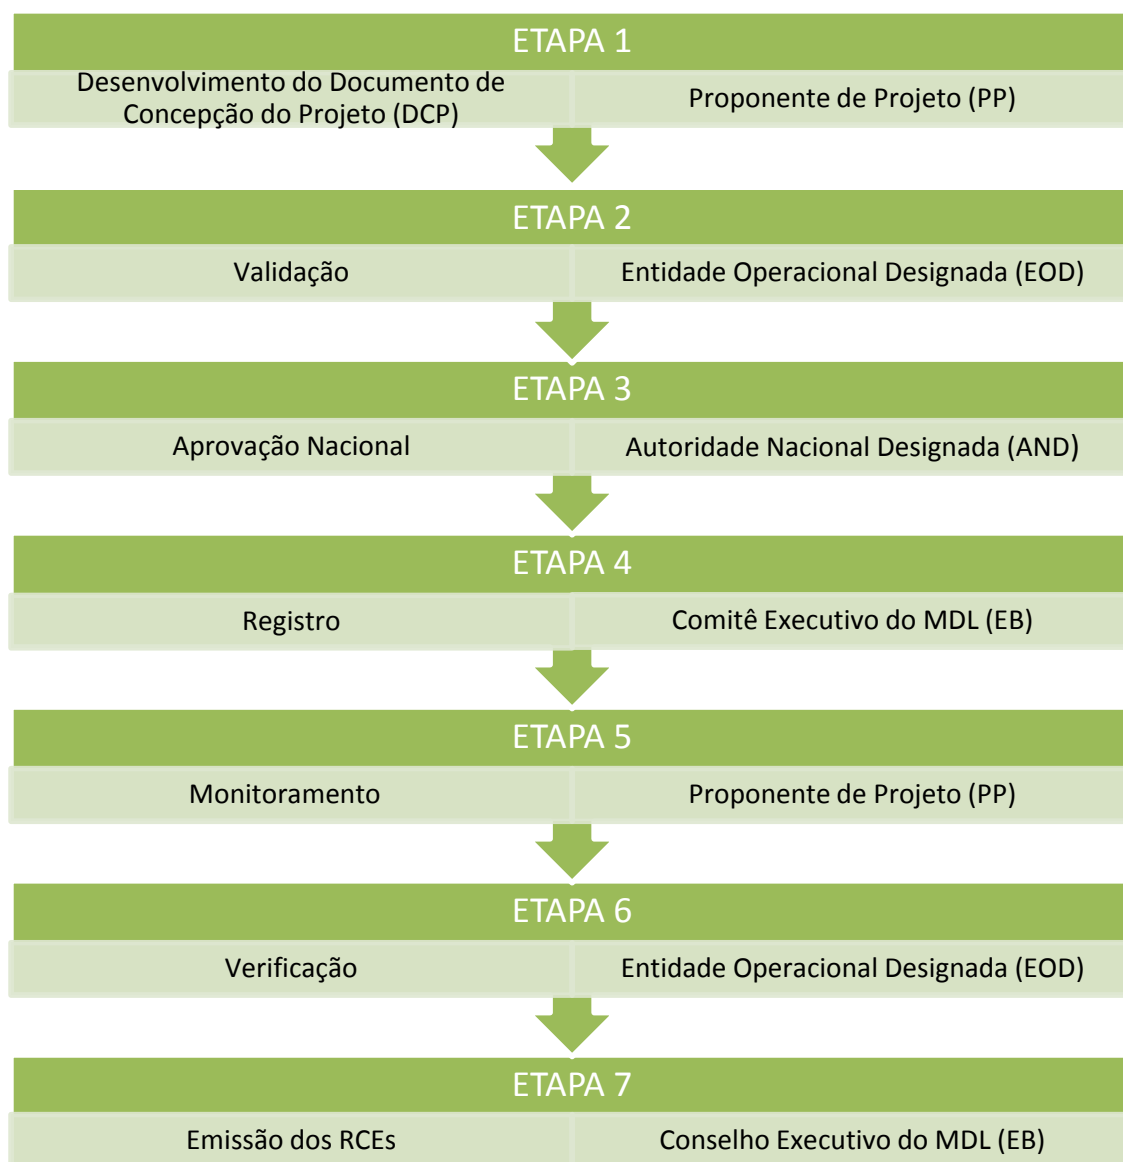 ETAPA 1
Desenvolvimento do Documento de
Concepção do Projeto (DCP)
Proponente de Projeto (PP)
ETAPA 2
Validação
Entidade Operacional Designada (EOD)
ETAPA 3
Aprovação Nacional
Autoridade Nacional Designada (AND)
ETAPA 4
Registro
Comitê Executivo do MDL (EB)
ETAPA 5
Monitoramento
Proponente de Projeto (PP)
ETAPA 6
Verificação
Entidade Operacional Designada (EOD)
ETAPA 7
Emissão dos RCEs
Conselho Executivo do MDL (EB)